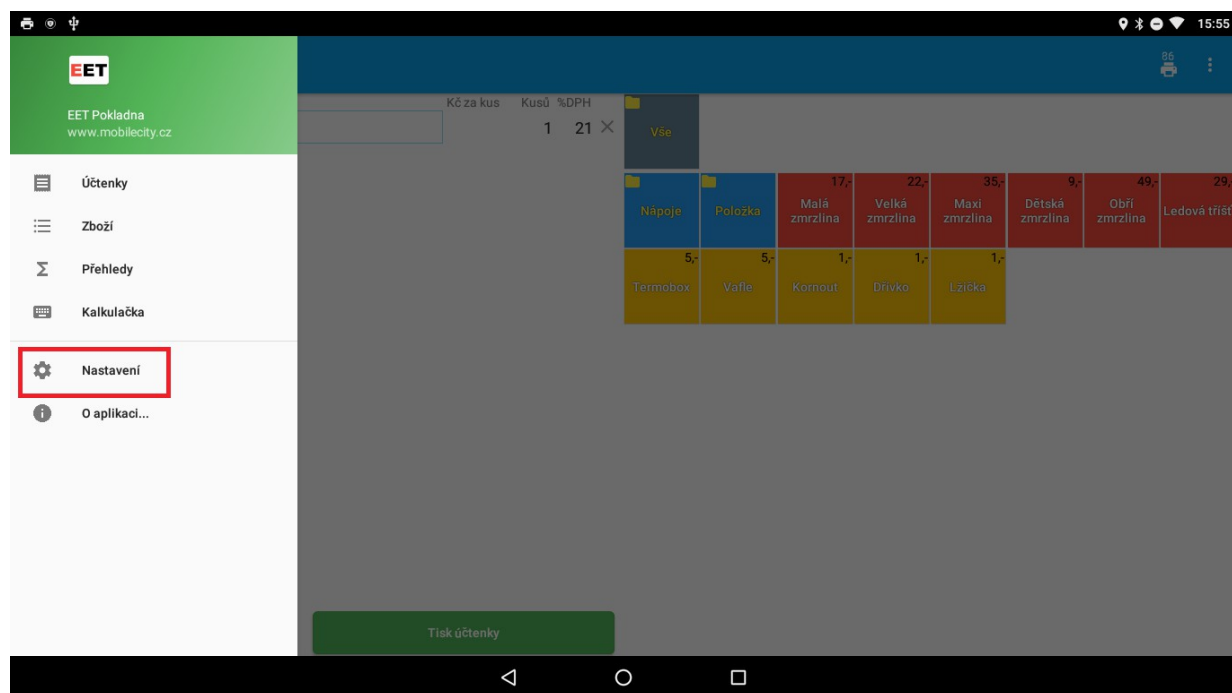 15:55
EET
EET Pokladna
www.mobilecity.cz
Účtenky
Zboží
Přehledy
Kalkulačka
Nastavení
O aplikaci...
86
Kč za kus Kusů %DPH
1 21
Vše
Nápoje
Položka
17,-
Malá
zmrzlina
22,-
Velká
zmrzlina
35,-
Maxi
zmrzlina
9,-
Dětská
zmrzlina
49,-
Obří
zmrzlina
29,
Ledová tříšť
5,-
Termobox
5,-
Vafle
1,-
Kornout
1,-
Dřívko
1,-
Lžička
Tisk účtenky